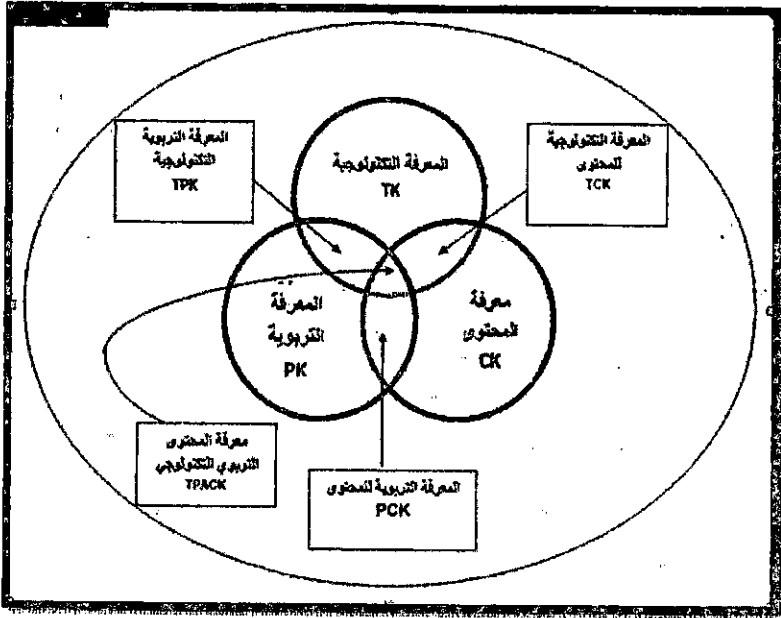 المعرفة التربوية
التكنولوجية
TPK
المعرفة التكنولوجية
TK
المعرفة التكنولوجية
للمحتوى
TCK
المعرفة
التربوية
PK
معرفة
المحتوى
CK
معرفة المحتوى
التربوي التكنولوجي
TPACK
المعرفة التربوية للمحتوى
PCK